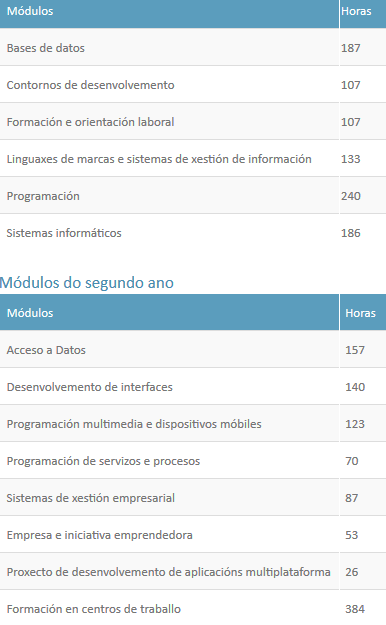 Módulos Horas
Bases de datos 187
Contornos de desenvolvemento 107
Formación e orientación laboral 107
Linguaxes de marcas e sistemas de xestión de información 133
Programación 240
Sistemas informáticos 186
Módulos do segundo ano
Módulos Horas
Acceso a Datos 157
Desenvolvemento de interfaces 140
Programación multimedia e dispositivos móbiles 123
Programación de servizos e procesos 70
Sistemas de xestión empresarial 87
Empresa e iniciativa emprendedora 53
Proxecto de desenvolvemento de aplicacións multiplataforma 26
Formación en centros de traballo 384